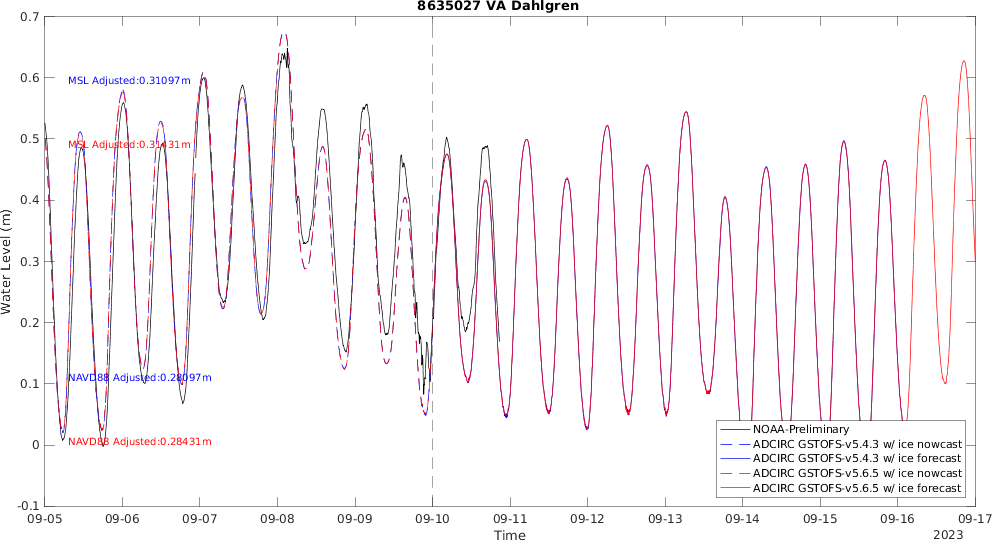 8635027 VA Dahlgren
0.7
0.6
0.5
0.4
0.3
0.2
0.1
0
-0.1
Water Level (m)
MSL Adjusted:0.31097m
MSL Adjusted:0.31431m
NAVD88 Adjusted:0.28097m
NAVD88 Adjusted:0.28431m
NOAA-Preliminary
ADCIRC GSTOFS-v5.4.3 w/ ice nowcast
ADCIRC GSTOFS-v5.4.3 w/ ice forecast
ADCIRC GSTOFS-v5.6.5 w/ ice nowcast
ADCIRC GSTOFS-v5.6.5 w/ ice forecast
09-05 09-06 09-07 09-08 09-09 09-10 09-11 09-12 09-13 09-14 09-15 09-16 09-17
Time
2023